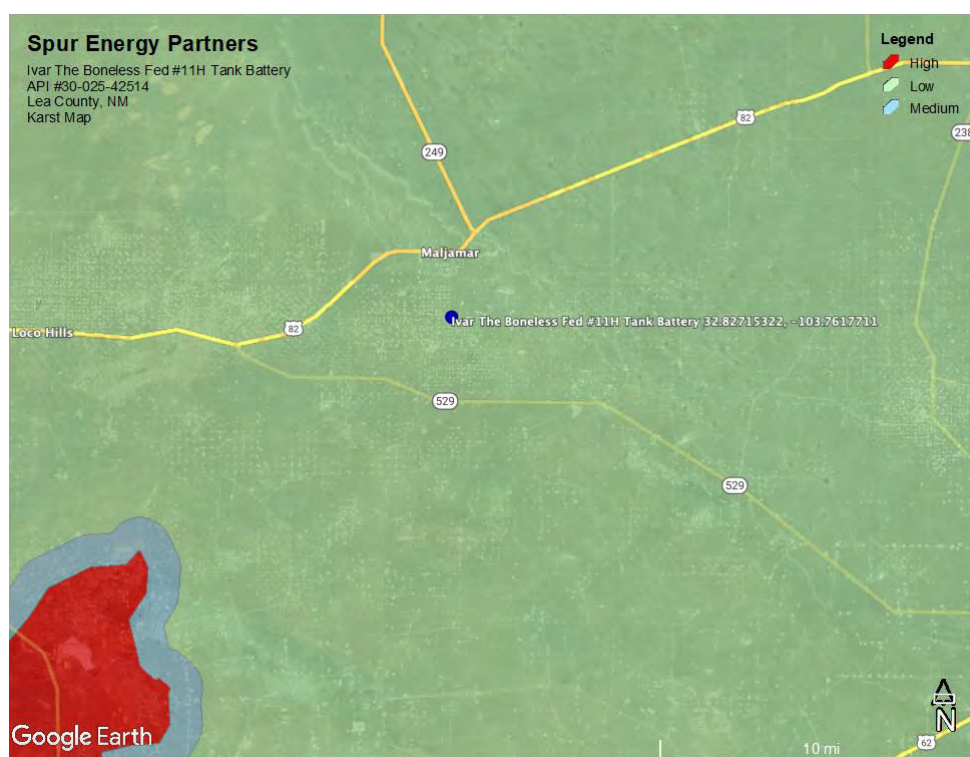 Spur Energy Partners
Ivar The Boneless Fed #11H Tank Battery
API #30-025-42514
Lea County, NM
Karst Map
Legend
High
Low
Medium
82
238
249
Maljamar
Ivar The Boneless Fed #11H Tank Battery 32.82715322, -103.7617711
Loco Hills
82
529
529
Google Earth
N
10 mi
62